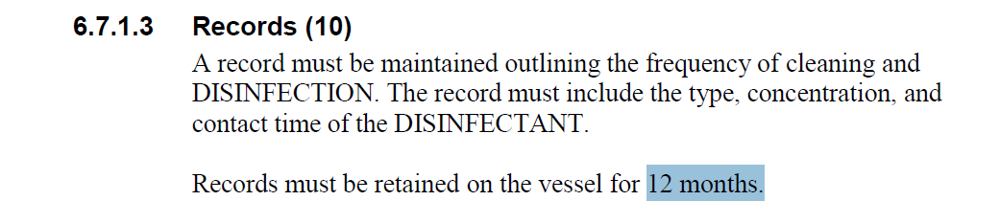 6.7.1.3 Records (10)
A record must be maintained outlining the frequency of cleaning and
DISINFECTION. The record must include the type, concentration, and
contact time of the DISINFECTANT.
Records must be retained on the vessel for 12 months.